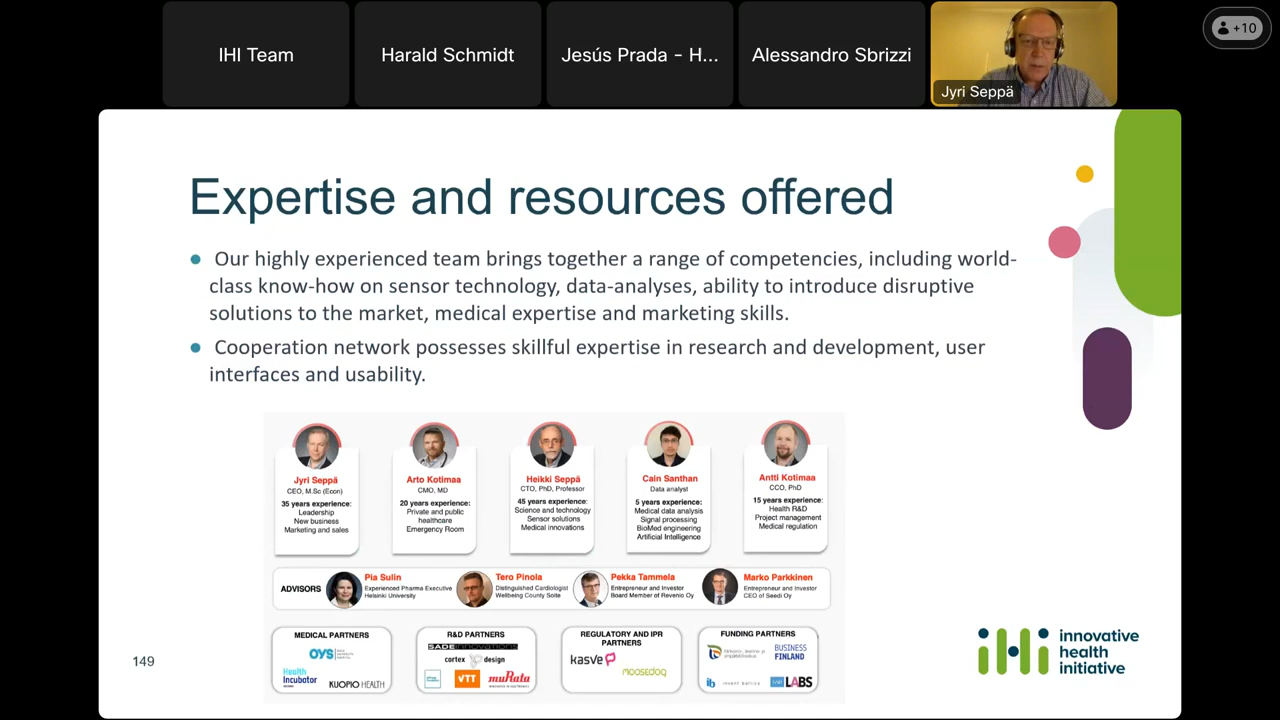 IHI Team
Harald Schmidt
Jesús Prada - H...
Alessandro Sbrizzi
Jyri Seppä
+10
Expertise and resources offered
Our highly experienced team brings together a range of competencies, including world-
class know-how on sensor technology, data-analyses, ability to introduce disruptive
solutions to the market, medical expertise and marketing skills.
Cooperation network possesses skillful expertise in research and development, user
interfaces and usability.
Jyri Seppä
CEO, M.Sc (Econ)
35 years experience:
Leadership
New business
Marketing and sales
Arto Kotimaa
CMO, MD
20 years experience:
Private and public
healthcare
Emergency Room
Heikki Seppä
CTO, PhD, Professor
45 years experience:
Science and technology
Sensor solutions
Medical innovations
Cain Santhan
Data analyst
5 years experience:
Medical data analysis
Signal processing
BioMed engineering
Artificial Intelligence
Antti Kotimaa
CCO, PhD
15 years experience:
Health R&D
Project management
Medical regulation
ADVISORS
Pia Sulin
Experienced Pharma Executive
Helsinki University
Tero Pinola
Distinguished Cardiologist
Wellbeing County Soite
Pekka Tammela
Entrepreneur and Investor
Board Member of Revenio Oy
Marko Parkkinen
Entrepreneur and Investor
CEO of Seedi Oy
MEDICAL PARTNERS
OYS
Health
Incubator
KUOPIO HEALTH
R&D PARTNERS
SADEINNOVATIONS
cortex design
VTT
muRata
REGULATORY AND IPR
PARTNERS
kasve
moosedog
FUNDING PARTNERS
BUSINESS
FINLAND
ib invent baltics
LABS
149
innovative
health
initiative